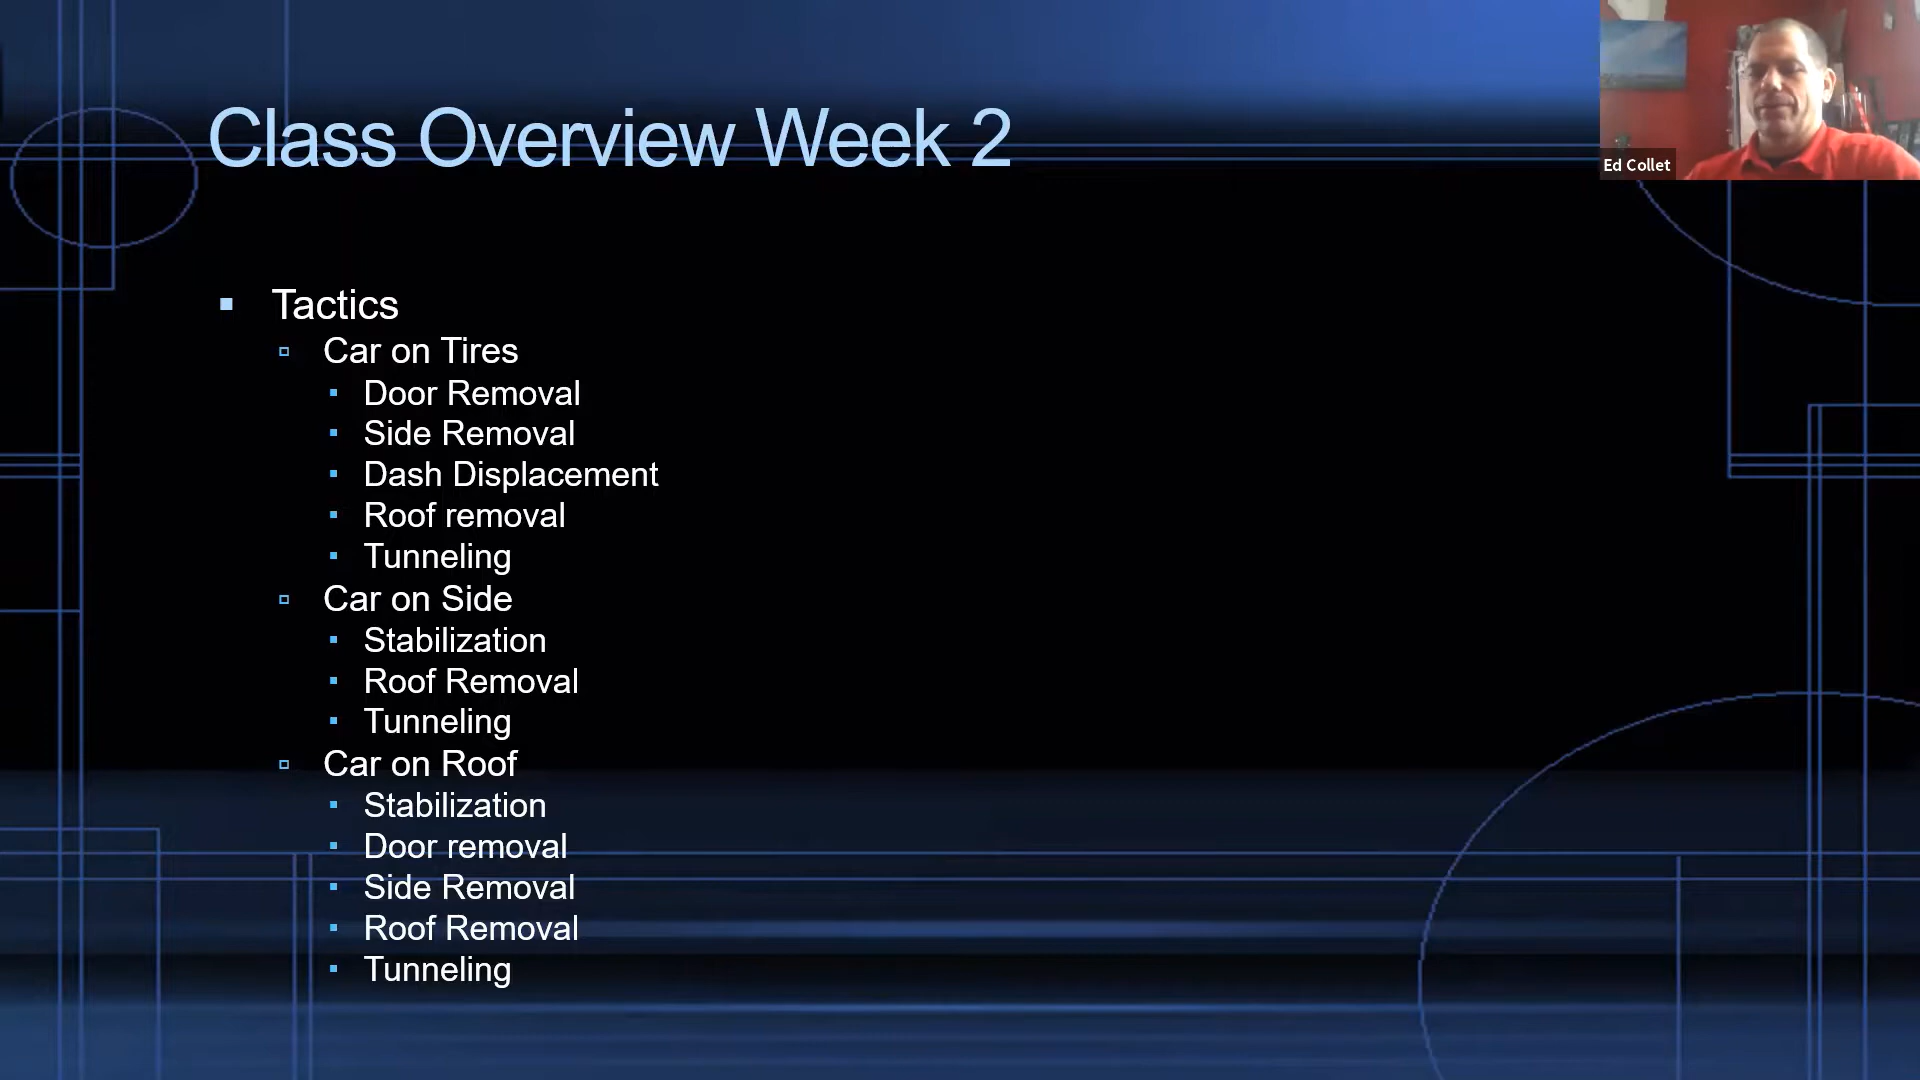 Class Overview Week 2
Ed Collet
Tactics
Car on Tires
Door Removal
Side Removal
Dash Displacement
Roof removal
Tunneling
Car on Side
Stabilization
Roof Removal
Tunneling
Car on Roof
Stabilization
Door removal
Side Removal
Roof Removal
Tunneling